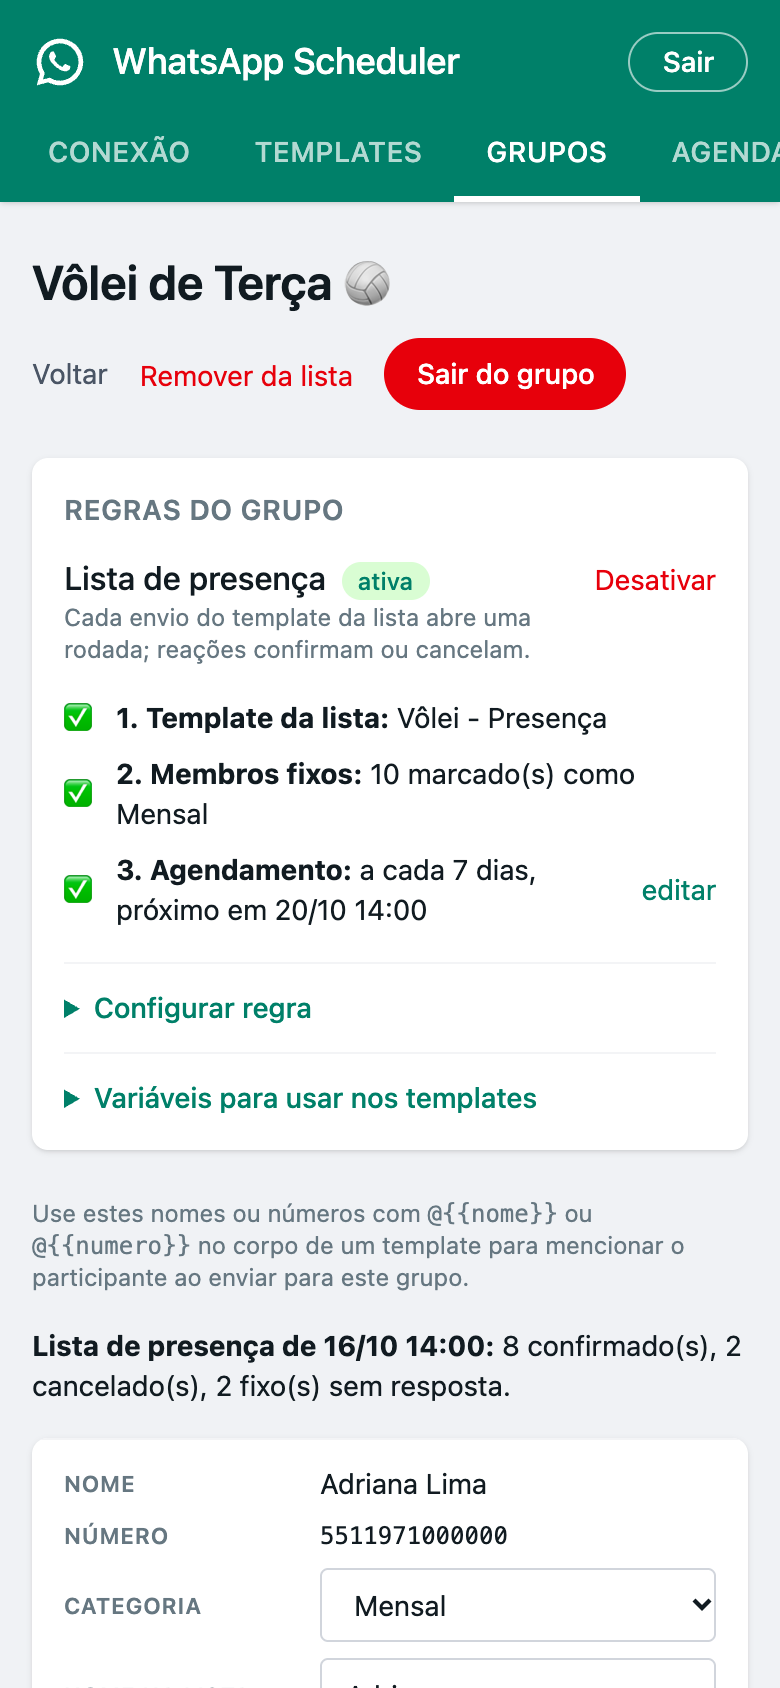 WhatsApp Scheduler
Sair
CONEXÃO TEMPLATES GRUPOS AGENDA
Vôlei de Terça 🏐
Voltar Remover da lista Sair do grupo
REGRAS DO GRUPO
Lista de presença ativa Desativar
Cada envio do template da lista abre uma
rodada; reações confirmam ou cancelam.
✅ 1. Template da lista: Vôlei - Presença
✅ 2. Membros fixos: 10 marcado(s) como
Mensal
✅ 3. Agendamento: a cada 7 dias,
próximo em 20/10 14:00
editar
▶ Configurar regra
▶ Variáveis para usar nos templates
Use estes nomes ou números com @{{nome}} ou
@{{numero}} no corpo de um template para mencionar o
participante ao enviar para este grupo.
Lista de presença de 16/10 14:00: 8 confirmado(s), 2
cancelado(s), 2 fixo(s) sem resposta.
NOME Adriana Lima
NÚMERO 5511971000000
CATEGORIA Mensal